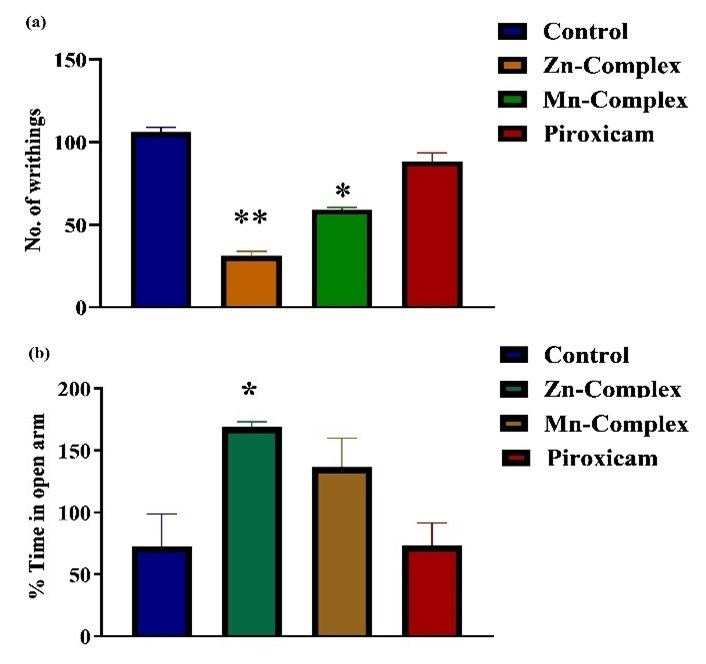 (a)
Control
Zn-Complex
Mn-Complex
Piroxicam
150
100
50
0
No. of writhings
**
*
(b)
Control
Zn-Complex
Mn-Complex
Piroxicam
200
150
100
50
0
% Time in open arm
*